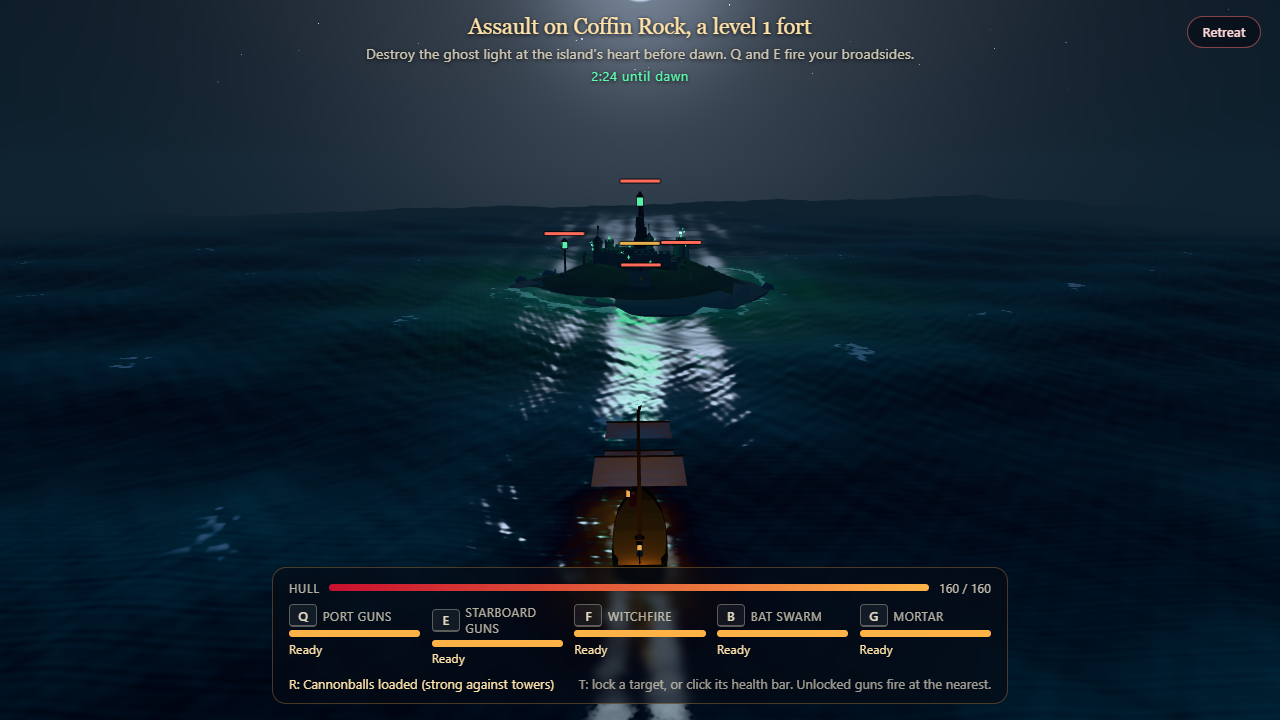 Assault on Coffin Rock, a level 1 fort
Retreat
Destroy the ghost light at the island's heart before dawn. Q and E fire your broadsides.
2:24 until dawn
HULL
160 / 160
Q PORT GUNS
Ready
E STARBOARD
GUNS
Ready
F WITCHFIRE
Ready
B BAT SWARM
Ready
G MORTAR
Ready
R: Cannonballs loaded (strong against towers)
T: lock a target, or click its health bar. Unlocked guns fire at the nearest.